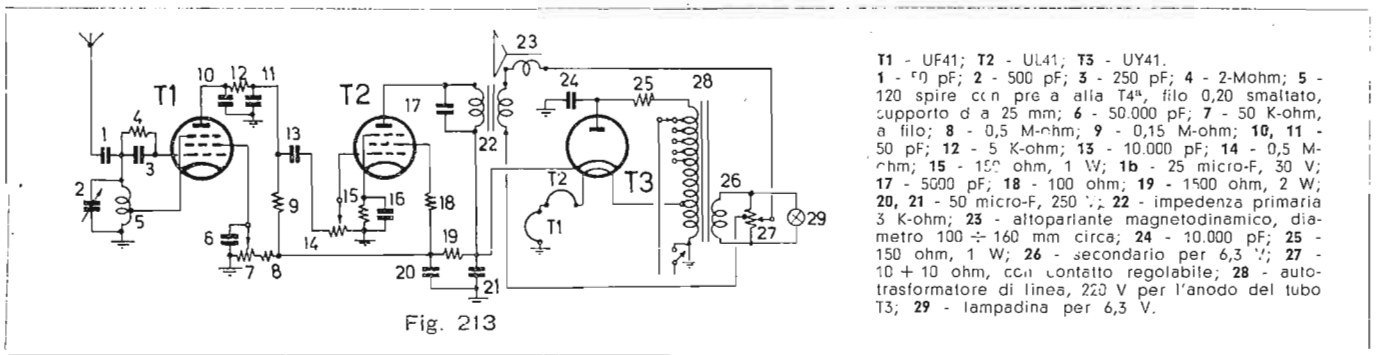 T1 - UF41; T2 - UL41; T3 - UY41.
1 - 50 pF; 2 - 500 pF; 3 - 250 pF; 4 - 2-Mohm; 5 -
120 spire con pre a alla T4ª, filo 0,20 smaltato,
supporto d a 25 mm; 6 - 50.000 pF; 7 - 50 K-ohm,
a filo; 8 - 0,5 M-ohm; 9 - 0,15 M-ohm; 10, 11 -
50 pF; 12 - 5 K-ohm; 13 - 10.000 pF; 14 - 0,5 M-
ohm; 15 - 150 ohm, 1 W; 1b - 25 micro-F, 30 V;
17 - 5000 pF; 18 - 100 ohm; 19 - 1500 ohm, 2 W;
20, 21 - 50 micro-F, 250 V; 22 - impedenza primaria
3 K-ohm; 23 - altoparlante magnetodinamico, dia-
metro 100 ÷ 160 mm circa; 24 - 10.000 pF; 25 -
150 ohm, 1 W; 26 - secondario per 6,3 V; 27 -
10 + 10 ohm, con contatto regolabile; 28 - auto-
trasformatore di linea, 220 V per l'anodo del tubo
T3; 29 - lampadina per 6,3 V.
23
10 12 11
24
25
28
T1
T2
4
17
13
1
3
22
T3
2
5
15
16
18
T2
26
T1
9
29
27
6
14
19
7
8
20
21
Fig. 213